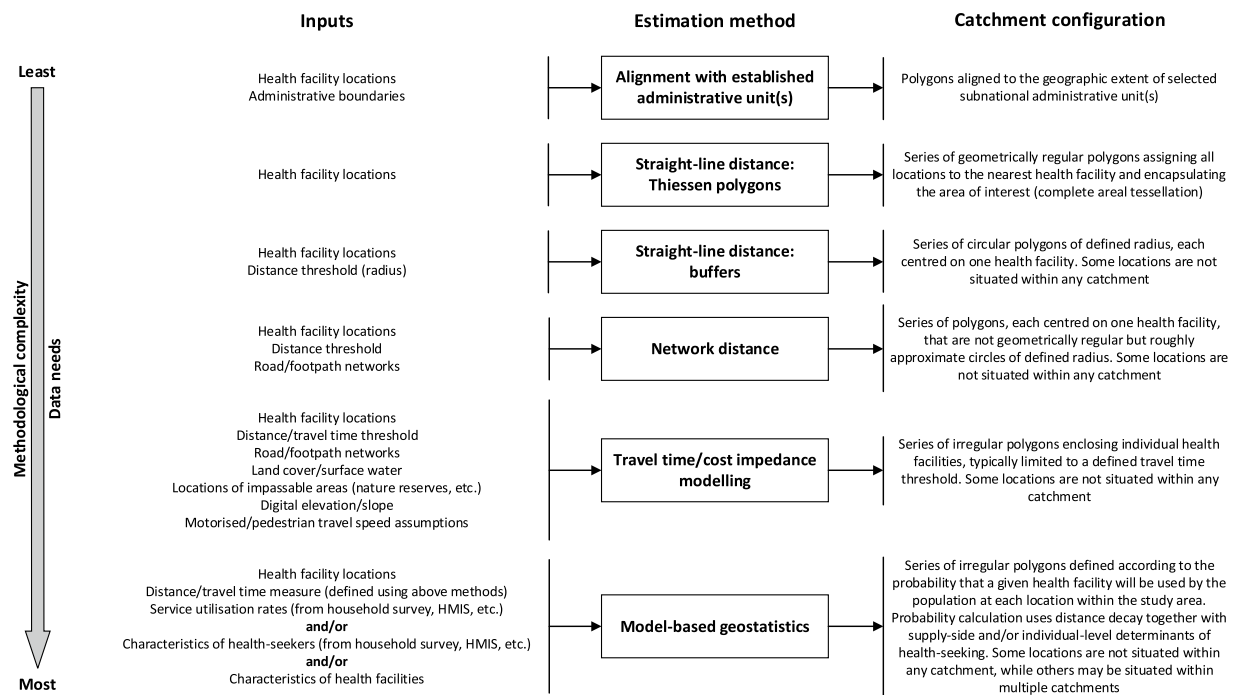 Inputs
Estimation method
Catchment configuration
Least
Methodological complexity
Data needs
Most
Health facility locations
Administrative boundaries
Alignment with established
administrative unit(s)
Polygons aligned to the geographic extent of selected
subnational administrative unit(s)
Health facility locations
Straight-line distance:
Thiessen polygons
Series of geometrically regular polygons assigning all
locations to the nearest health facility and encapsulating
the area of interest (complete areal tessellation)
Health facility locations
Distance threshold (radius)
Straight-line distance:
buffers
Series of circular polygons of defined radius, each
centred on one health facility. Some locations are not
situated within any catchment
Health facility locations
Distance threshold
Road/footpath networks
Network distance
Series of polygons, each centred on one health facility,
that are not geometrically regular but roughly
approximate circles of defined radius. Some locations are
not situated within any catchment
Health facility locations
Distance/travel time threshold
Road/footpath networks
Land cover/surface water
Locations of impassable areas (nature reserves, etc.)
Digital elevation/slope
Motorised/pedestrian travel speed assumptions
Travel time/cost impedance
modelling
Series of irregular polygons enclosing individual health
facilities, typically limited to a defined travel time
threshold. Some locations are not situated within any
catchment
Health facility locations
Distance/travel time measure (defined using above methods)
Service utilisation rates (from household survey, HMIS, etc.)
and/or
Characteristics of health-seekers (from household survey, HMIS, etc.)
and/or
Characteristics of health facilities
Model-based geostatistics
Series of irregular polygons defined according to the
probability that a given health facility will be used by the
population at each location within the study area.
Probability calculation uses distance decay together with
supply-side and/or individual-level determinants of
health-seeking. Some locations are not situated within
any catchment, while others may be situated within
multiple catchments